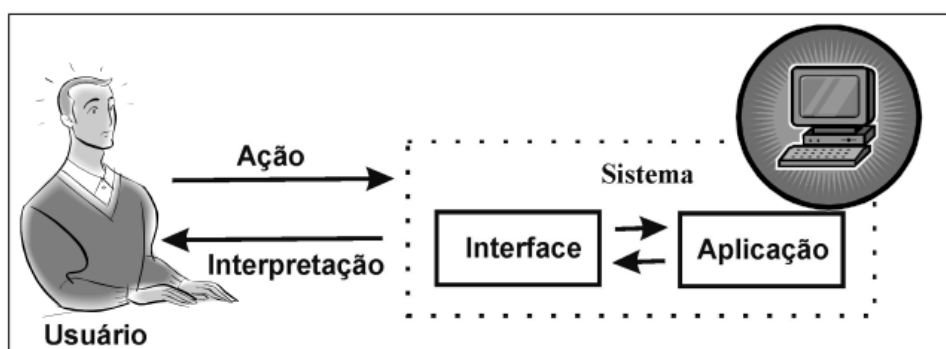 Ação
Sistema
Interface
Aplicação
Interpretação
Usuário